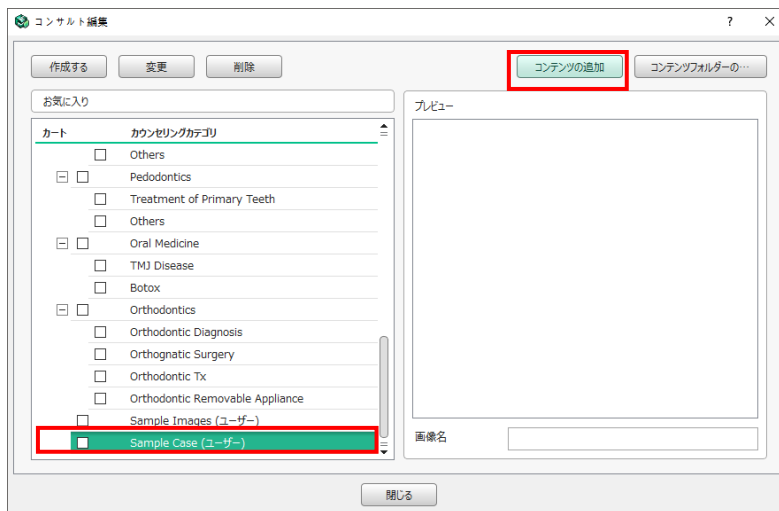 コンサルト編集
作成する 変更 削除 コンテンツの追加 コンテンツフォルダーの…
お気に入り
プレビュー
カート カウンセリングカテゴリ
Others
Pedodontics
Treatment of Primary Teeth
Others
Oral Medicine
TMJ Disease
Botox
Orthodontics
Orthodontic Diagnosis
Orthognatic Surgery
Orthodontic Tx
Orthodontic Removable Appliance
Sample Images (ユーザー)
Sample Case (ユーザー)
画像名
閉じる